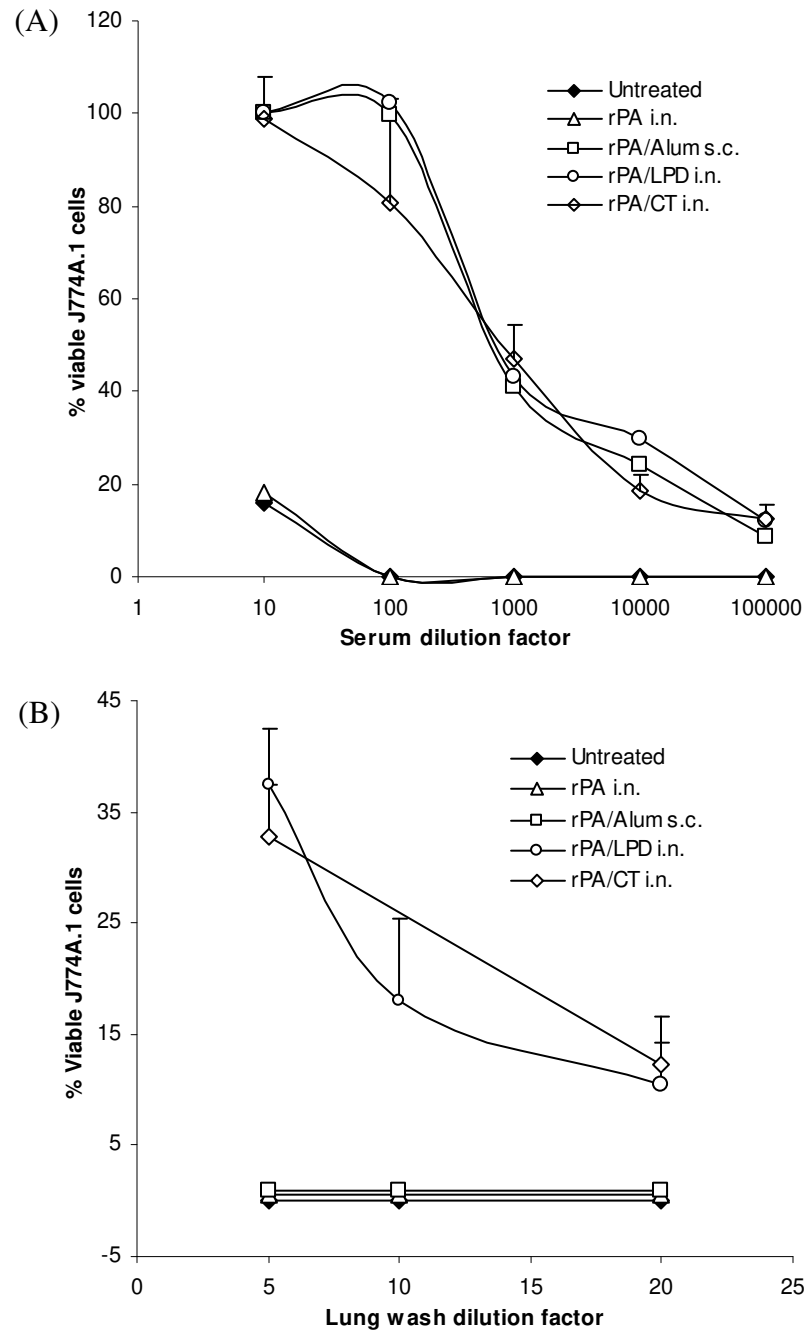 (A)
120
100
80
60
40
20
0
% viable J774A.1 cells
Untreated
rPA i.n.
rPA/Alum s.c.
rPA/LPD i.n.
rPA/CT i.n.
1 10 100 1000 10000 100000
Serum dilution factor
(B)
45
35
25
15
5
-5
% Viable J774A.1 cells
Untreated
rPA i.n.
rPA/Alum s.c.
rPA/LPD i.n.
rPA/CT i.n.
0 5 10 15 20 25
Lung wash dilution factor